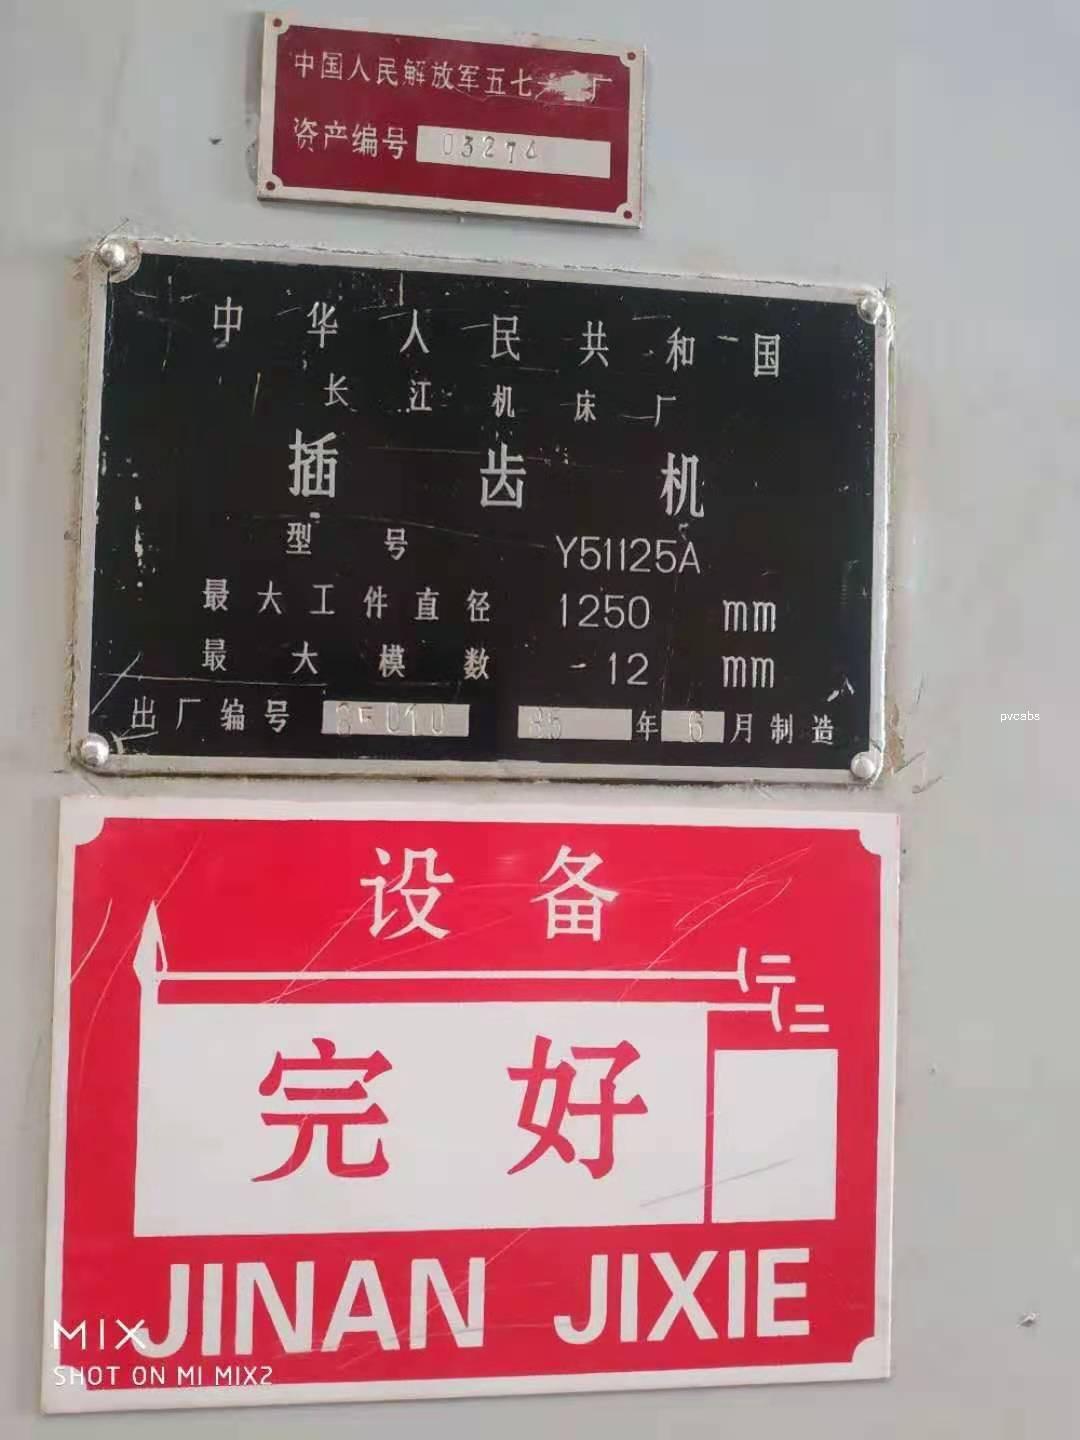 中国人民解放军五七 厂
资产编号 03274
中华人民共和国
长江机床厂
插齿机
型号 Y51125A
最大工件直径 1250 mm
最大模数 12 mm
出厂编号 85010 85 年 6 月制造
pvcabs
设备
完好
JINAN JIXIE
MIX
SHOT ON MI MIX2